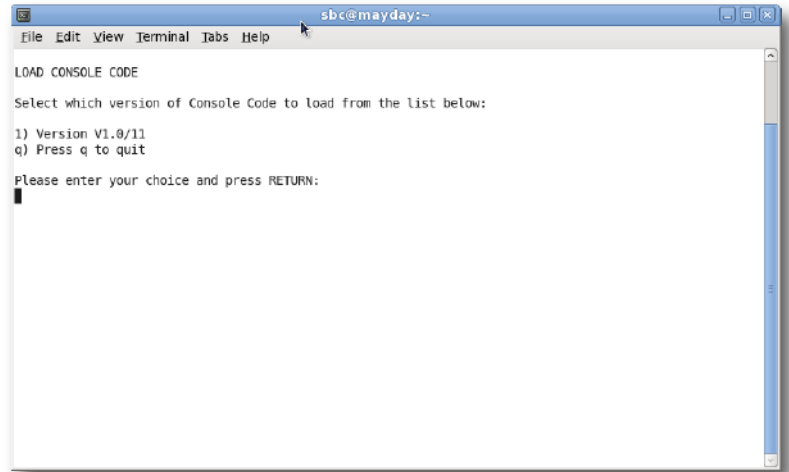 sbc@mayday:~
File Edit View Terminal Tabs Help
LOAD CONSOLE CODE
Select which version of Console Code to load from the list below:
1) Version V1.0/11
q) Press q to quit
Please enter your choice and press RETURN: